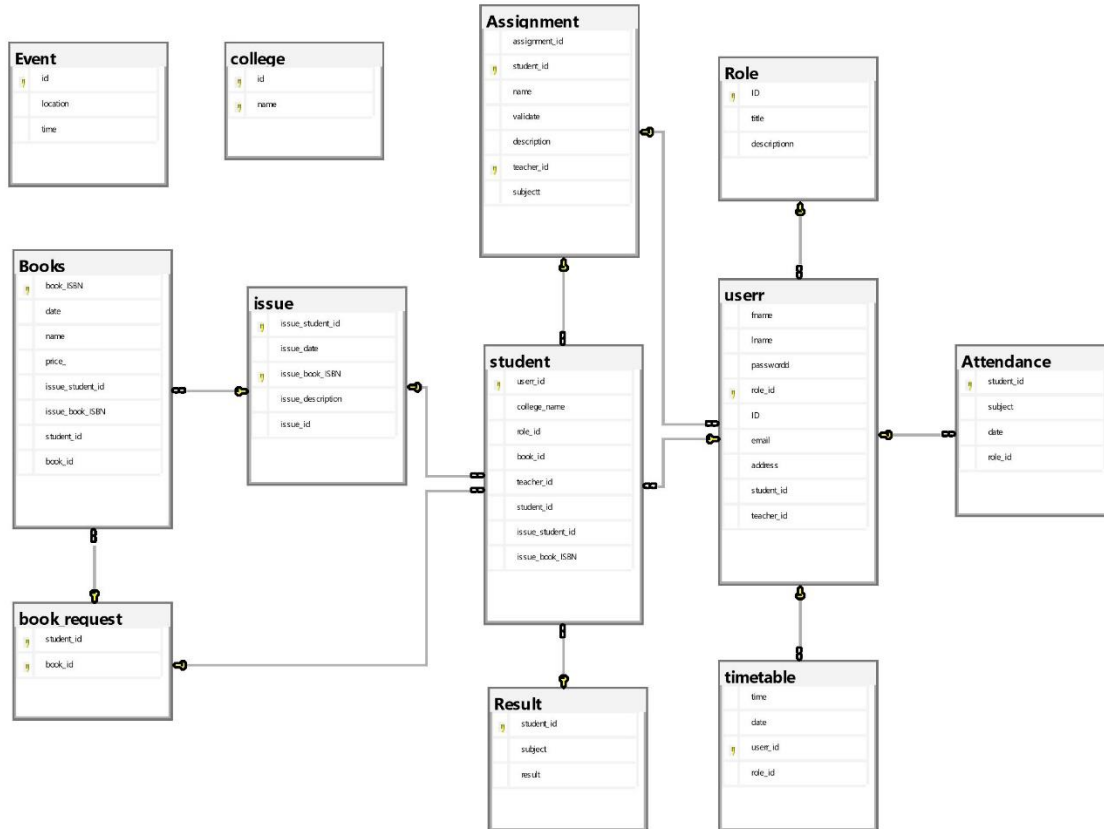 Event
id
location
time
college
id
name
Assignment
assignment_id
student_id
name
validate
description
teacher_id
subjectt
Role
ID
title
descriptionn
Books
book_ISBN
date
name
price_
issue_student_id
issue_book_ISBN
student_id
book_id
issue
issue_student_id
issue_date
issue_book_ISBN
issue_description
issue_id
student
userr_id
college_name
role_id
book_id
teacher_id
student_id
issue_student_id
issue_book_ISBN
userr
fname
lname
passwordd
role_id
ID
email
address
student_id
teacher_id
Attendance
student_id
subject
date
role_id
book_request
student_id
book_id
Result
student_id
subject
result
timetable
time
date
userr_id
role_id